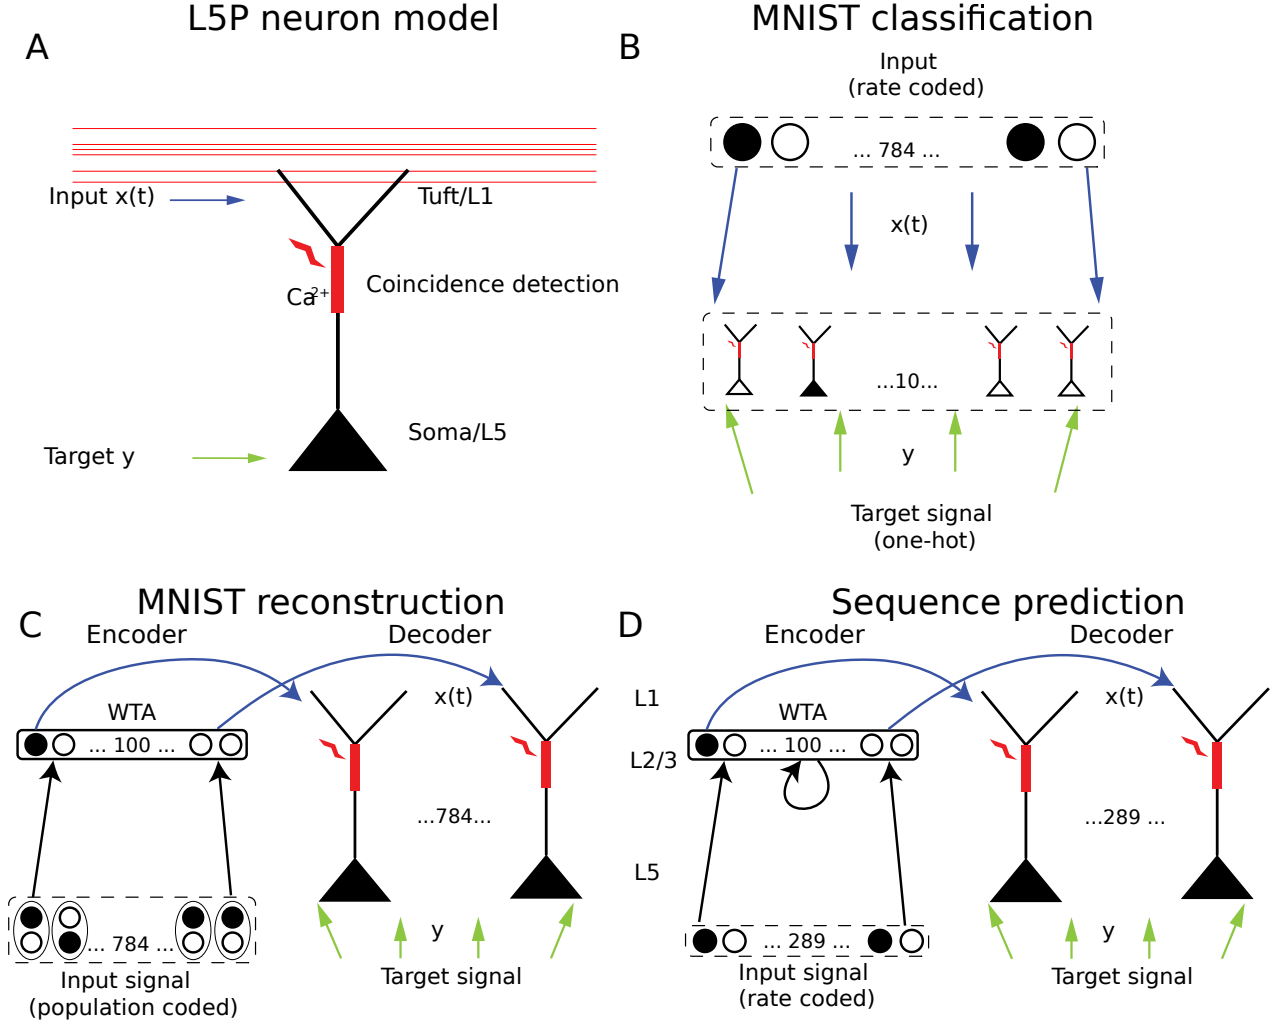 L5P neuron model
A
Input x(t)
Tuft/L1
Ca2+
Coincidence detection
Soma/L5
Target y
MNIST classification
B
Input
(rate coded)
... 784 ...
x(t)
...10...
y
Target signal
(one-hot)
MNIST reconstruction
C
Encoder
Decoder
WTA
x(t)
... 100 ...
...784...
... 784 ...
y
Input signal
(population coded)
Target signal
Sequence prediction
D
Encoder
Decoder
L1
WTA
x(t)
L2/3
... 100 ...
...289 ...
L5
... 289 ...
y
Input signal
(rate coded)
Target signal